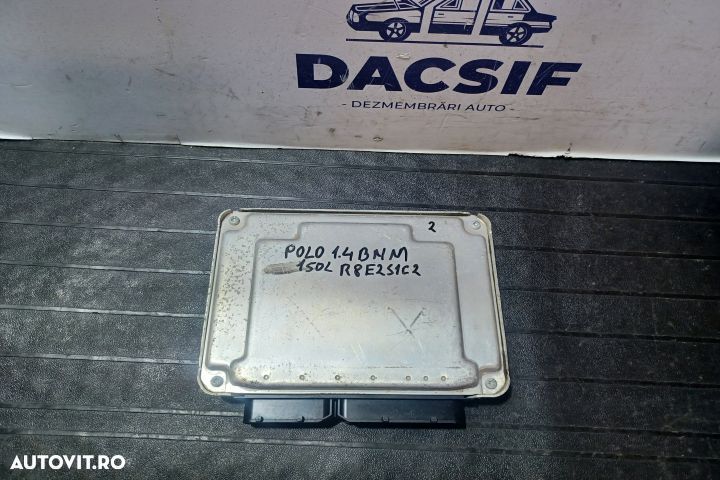 DACSIF
- DEZMEMBRĂRI AUTO -
2
POLO 1.4 BNM
150L R8E2S1C2
AUTOVIT.RO